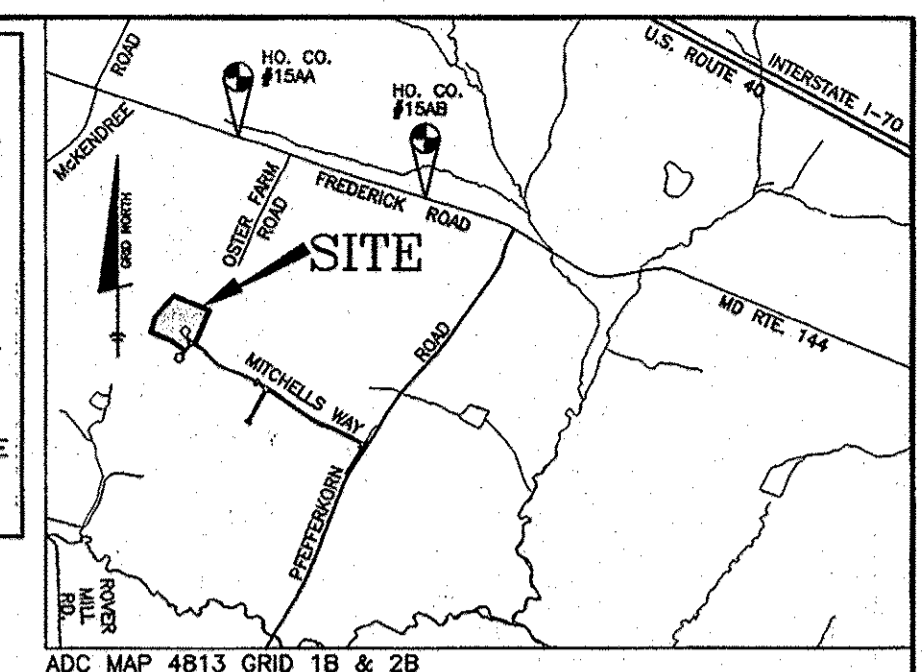 ROAD
McKENDREE
HO. CO.
#15AA
HO. CO.
#15AB
U.S. ROUTE 40
INTERSTATE I-70
GRID NORTH
OSTER FARM
ROAD
FREDERICK ROAD
SITE
MD RTE. 144
ROAD
MITCHELLS WAY
PFEFFERKORN
ROVER
MILL
RD.
ADC MAP 4813 GRID 1B & 2B